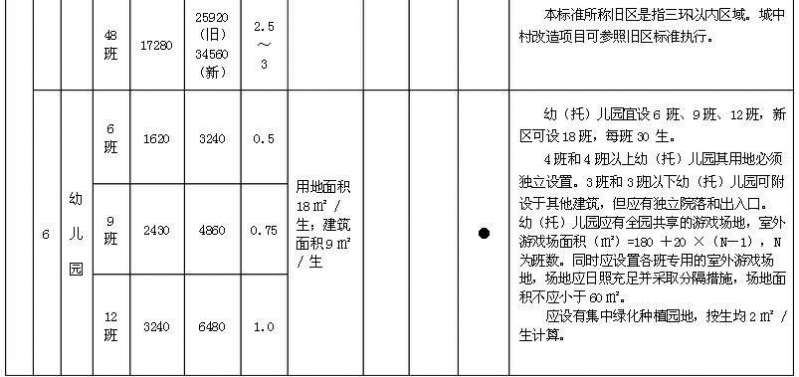 48
班
17280
25920
（旧）
34560
（新）
2.5
～
3
本标准所称旧区是指三环以内区域。城中
村改造项目可参照旧区标准执行。
6
幼
儿
园
6
班
1620
3240
0.5
9
班
2430
4860
0.75
12
班
3240
6480
1.0
用地面积
18㎡/
生；建筑
面积9㎡
/生
●
幼（托）儿园宜设6班、9班、12班，新
区可设18班，每班30生。
4班和4班以上幼（托）儿园其用地必须
独立设置。3班和3班以下幼（托）儿园可附
设于其他建筑，但应有独立院落和出入口。
幼（托）儿园应有全园共享的游戏场地，室外
游戏场面积（㎡）=180＋20×（N－1），N
为班数。同时应设置各班专用的室外游戏场
地，场地应日照充足并采取分隔措施，场地面
积不应小于60㎡。
应设有集中绿化种植园地，按生均2㎡/
生计算。